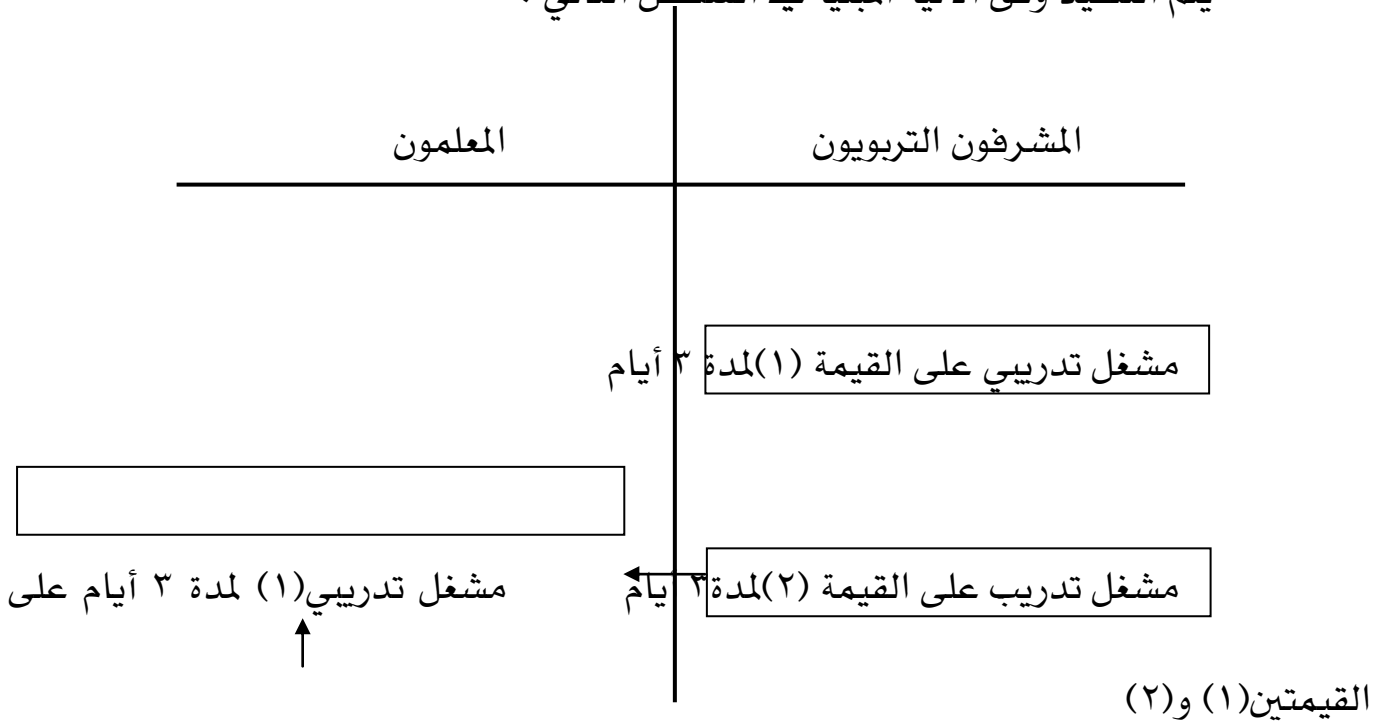 المشرفون التربويون المعلمون
مشغل تدريبي على القيمة (١)لمدة ٣ أيام
مشغل تدريب على القيمة (٢)لمدة٣ أيام مشغل تدريبي(١) لمدة ٣ أيام على
القيمتين(١) و(٢)